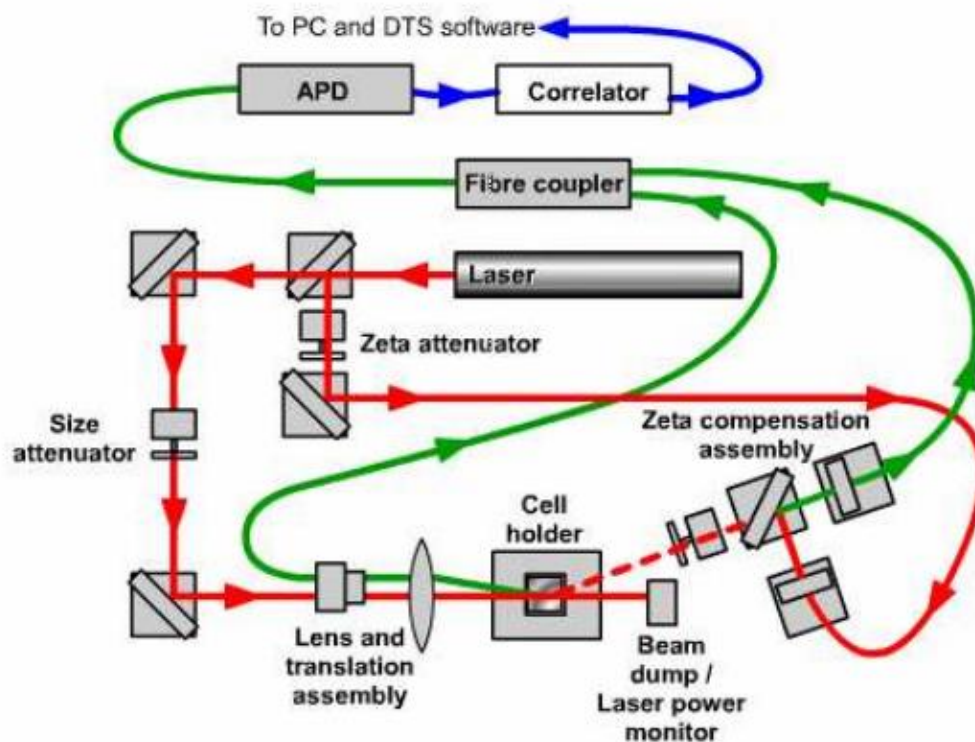 To PC and DTS software
APD
Correlator
Fibre coupler
Laser
Zeta attenuator
Size
attenuator
Zeta compensation
assembly
Cell
holder
Lens and
translation
assembly
Beam
dump /
Laser power
monitor